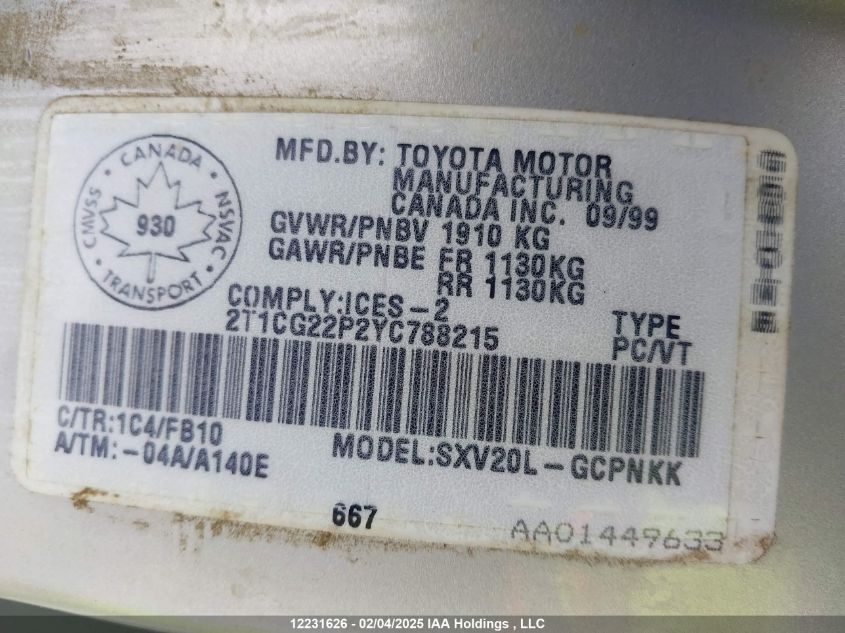 CANADA
CMVSS
NSVAC
930
TRANSPORT
MFD.BY: TOYOTA MOTOR
MANUFACTURING
CANADA INC. 09/99
GVWR/PNBV 1910 KG
GAWR/PNBE FR 1130KG
RR 1130KG
COMPLY:ICES-2
2T1CG22P2YC788215
TYPE
PC/VT
C/TR:1C4/FB10
A/TM:-04A/A140E
MODEL:SXV20L-GCPNKK
667
AA01449633
12231626 - 02/04/2025 IAA Holdings , LLC